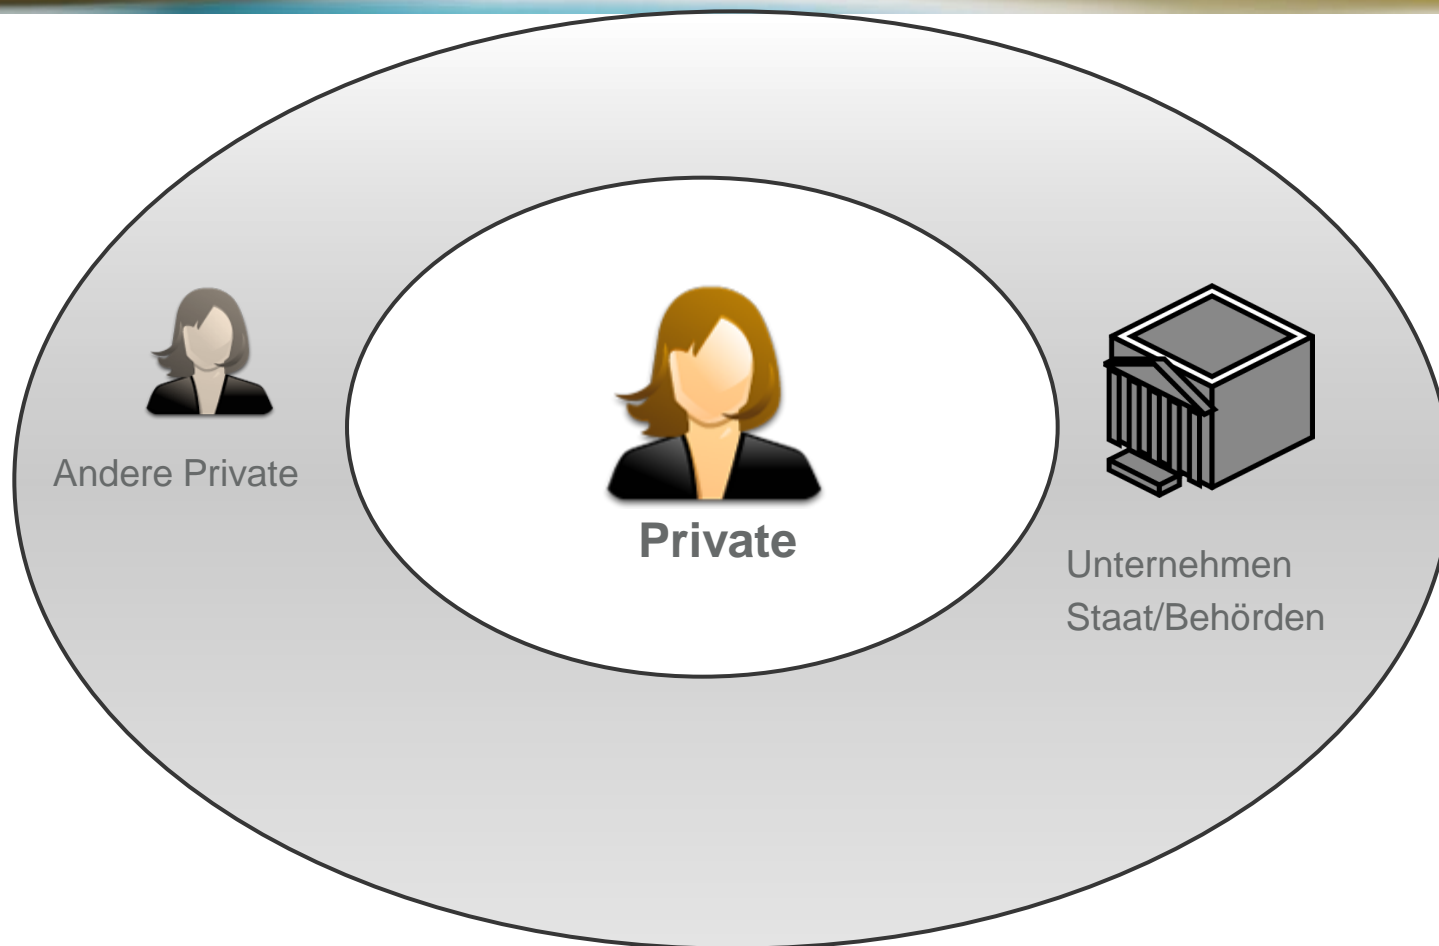 Andere Private
Private
Unternehmen
Staat/Behörden